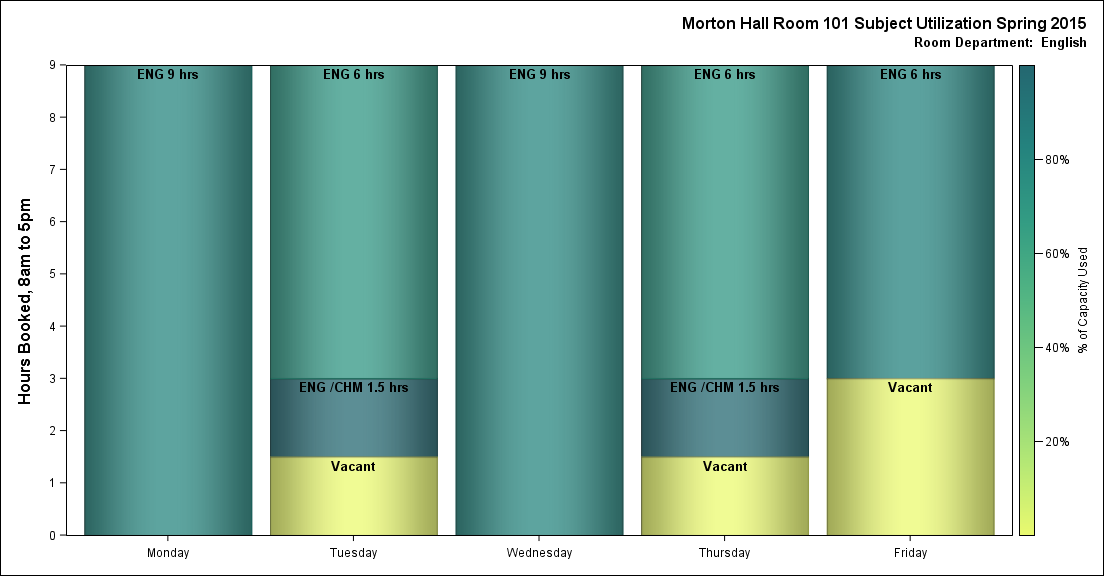 Morton Hall Room 101 Subject Utilization Spring 2015
Room Department:  English
Hours Booked, 8am to 5pm
9
8
7
6
5
4
3
2
1
0
ENG 9 hrs
ENG 6 hrs
ENG 9 hrs
ENG 6 hrs
ENG 6 hrs
ENG /CHM 1.5 hrs
ENG /CHM 1.5 hrs
Vacant
Vacant
Vacant
Monday
Tuesday
Wednesday
Thursday
Friday
80%
60%
40%
20%
% of Capacity Used